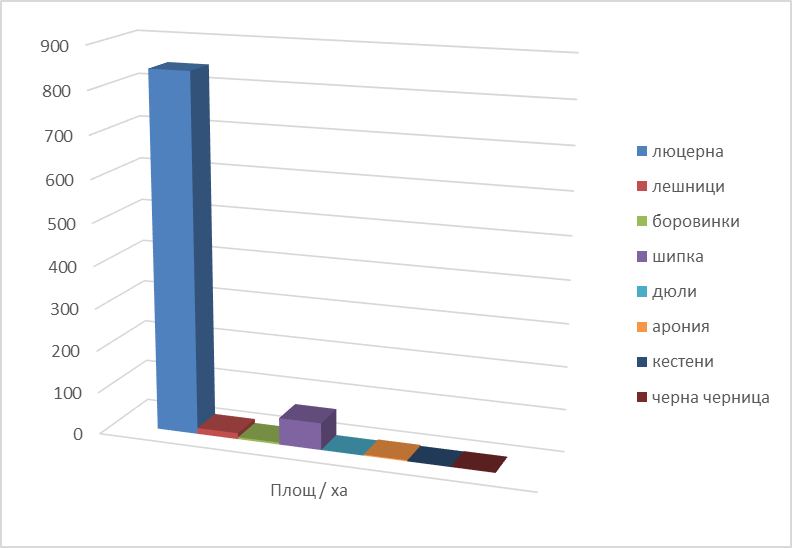 900
800
700
600
500
400
300
200
100
0
Площ / ха
люцерна
лешници
боровинки
шипка
дюли
арония
кестени
черна черница